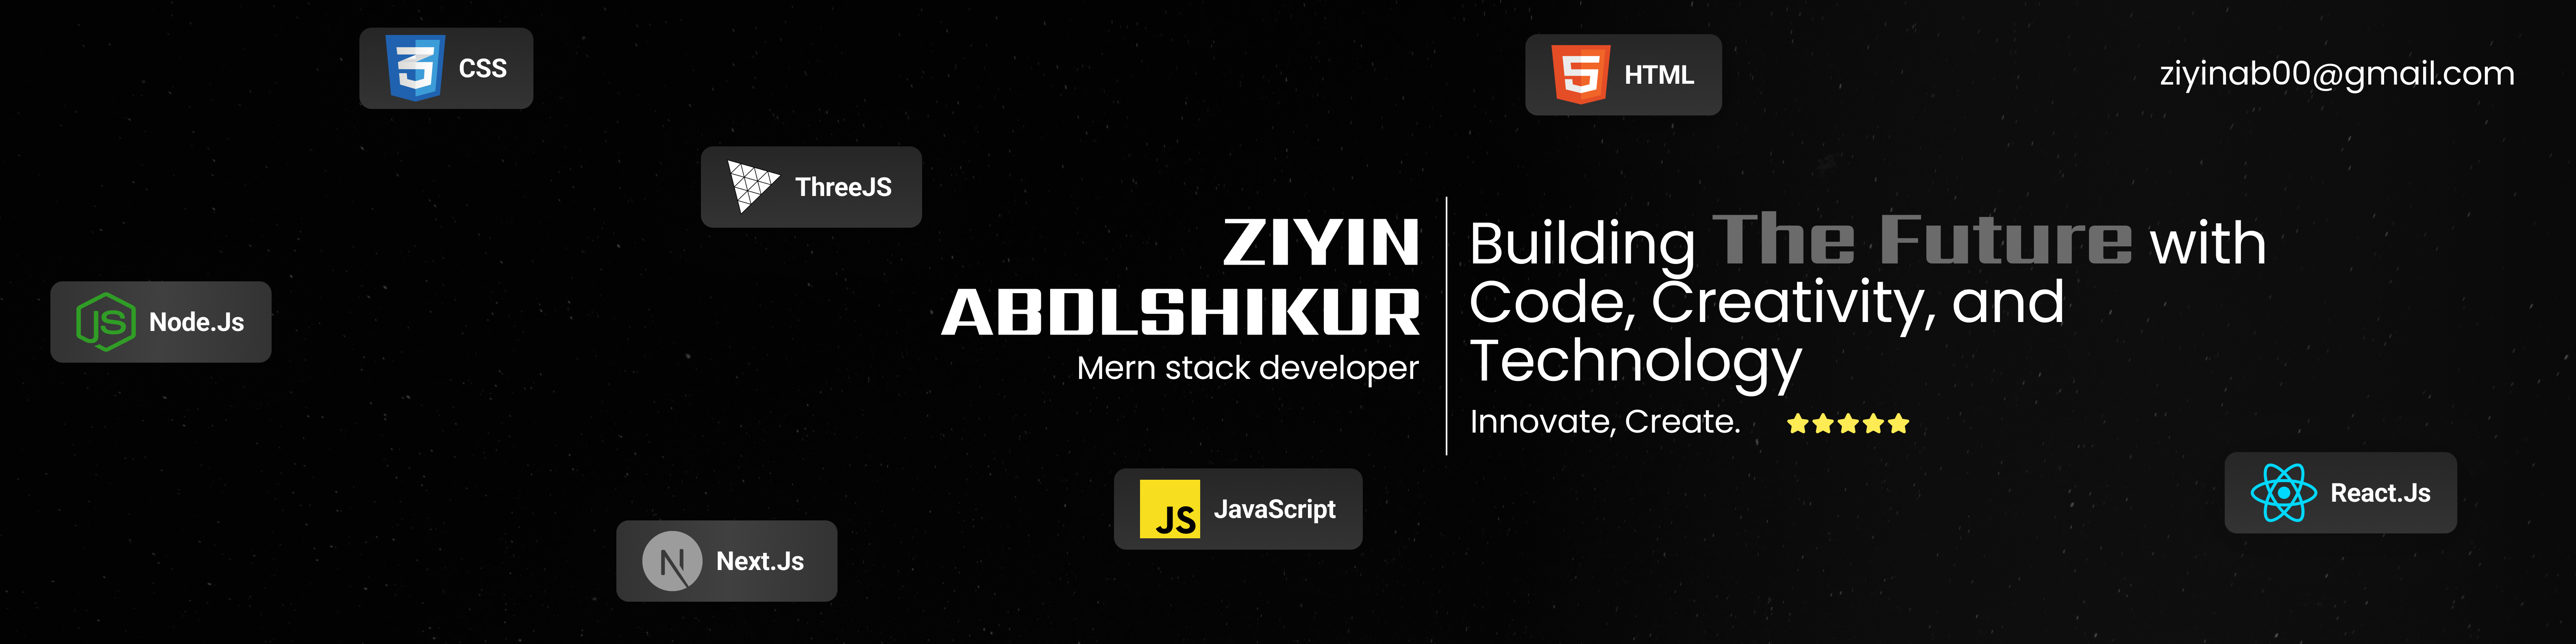 CSS
HTML
ziyinab00@gmail.com
ThreeJS
ZIYIN
ABDLSHIKUR
Mern stack developer
Building The Future with
Code, Creativity, and
Technology
Innovate, Create.
JS Node.Js
JS JavaScript
N Next.Js
React.Js